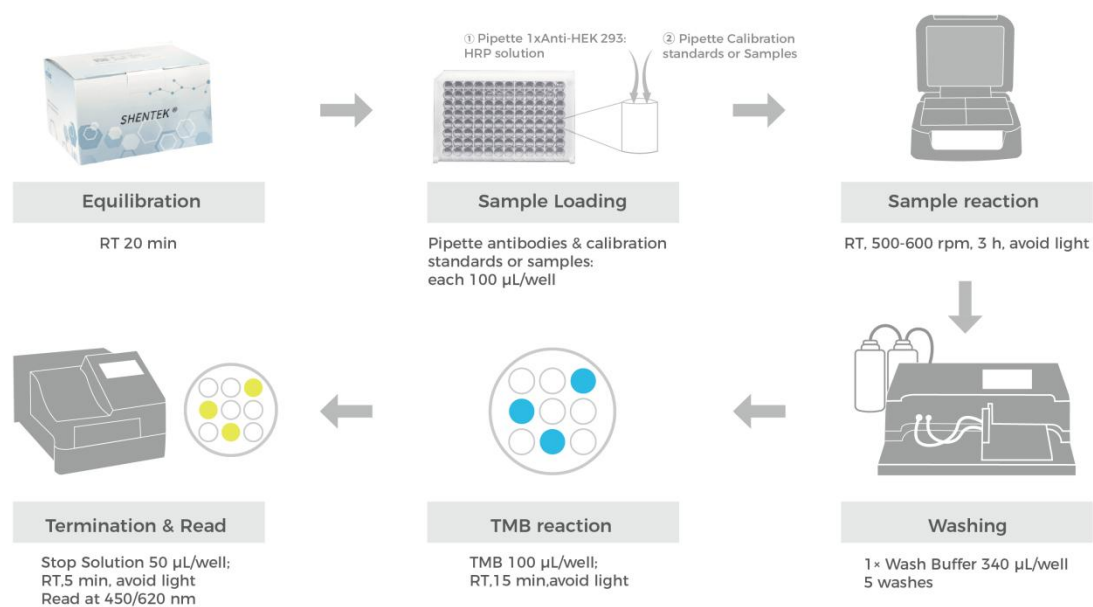 ① Pipette 1xAnti-HEK 293:
HRP solution
② Pipette Calibration
standards or Samples
SHENTEK®
Equilibration
RT 20 min
Sample Loading
Pipette antibodies & calibration
standards or samples:
each 100 µL/well
Sample reaction
RT, 500-600 rpm, 3 h, avoid light
Termination & Read
Stop Solution 50 µL/well;
RT,5 min, avoid light
Read at 450/620 nm
TMB reaction
TMB 100 µL/well;
RT,15 min,avoid light
Washing
1× Wash Buffer 340 µL/well
5 washes